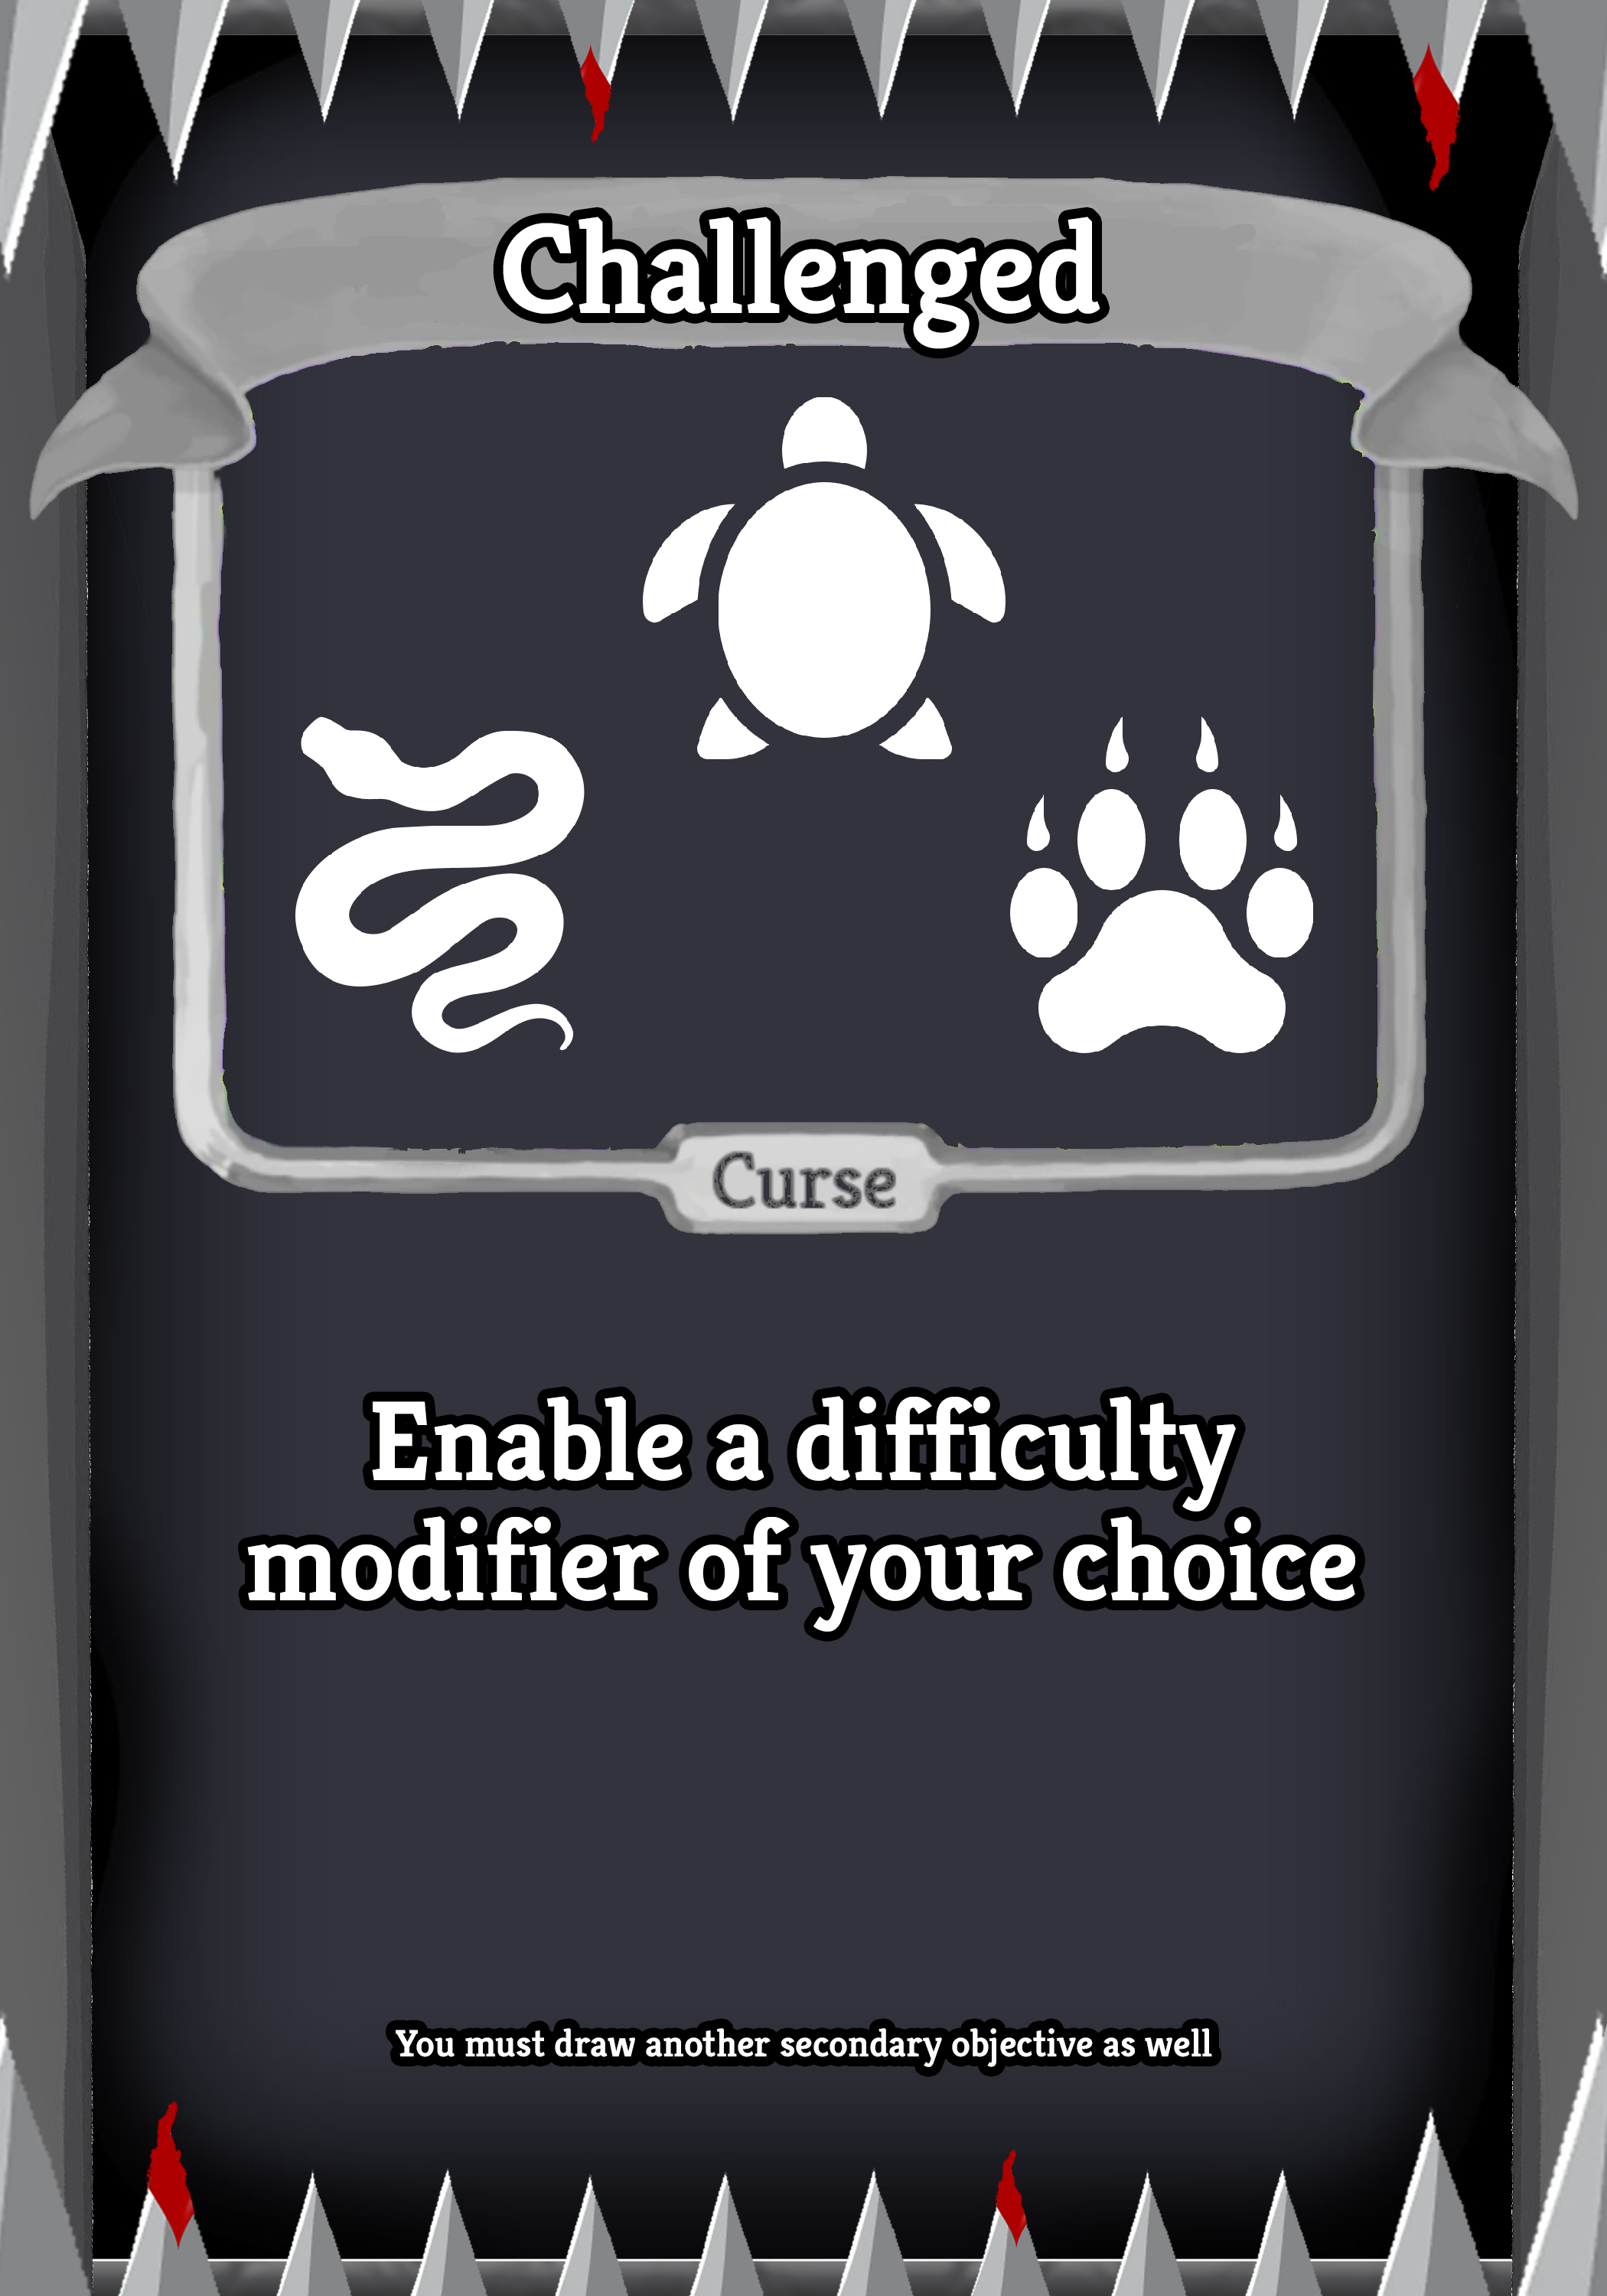 Challenged
Curse
Enable a difficulty
modifier of your choice
You must draw another secondary objective as well